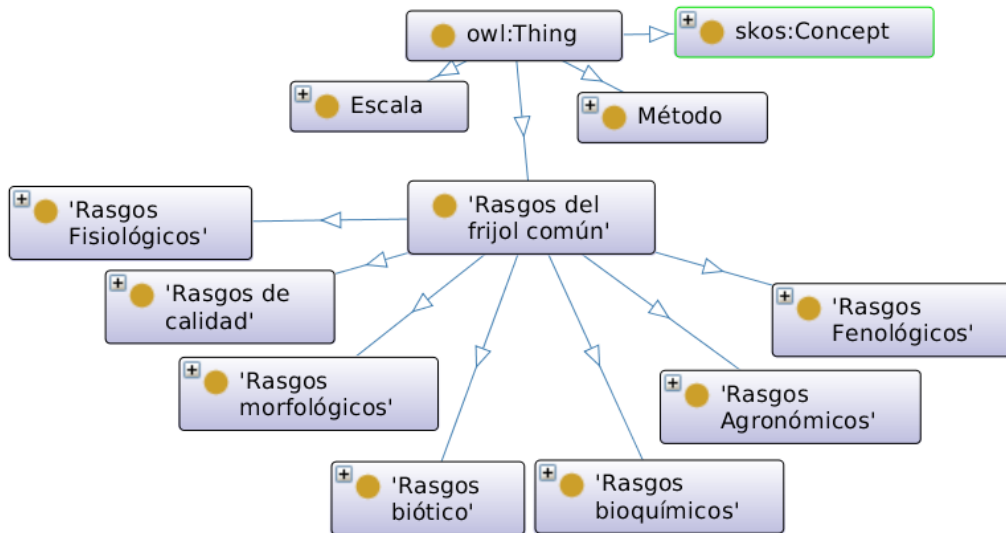 owl:Thing
skos:Concept
Escala
Método
'Rasgos del
frijol común'
'Rasgos
Fisiológicos'
'Rasgos de
calidad'
'Rasgos
Fenológicos'
'Rasgos
morfológicos'
'Rasgos
Agronómicos'
'Rasgos
biótico'
'Rasgos
bioquímicos'